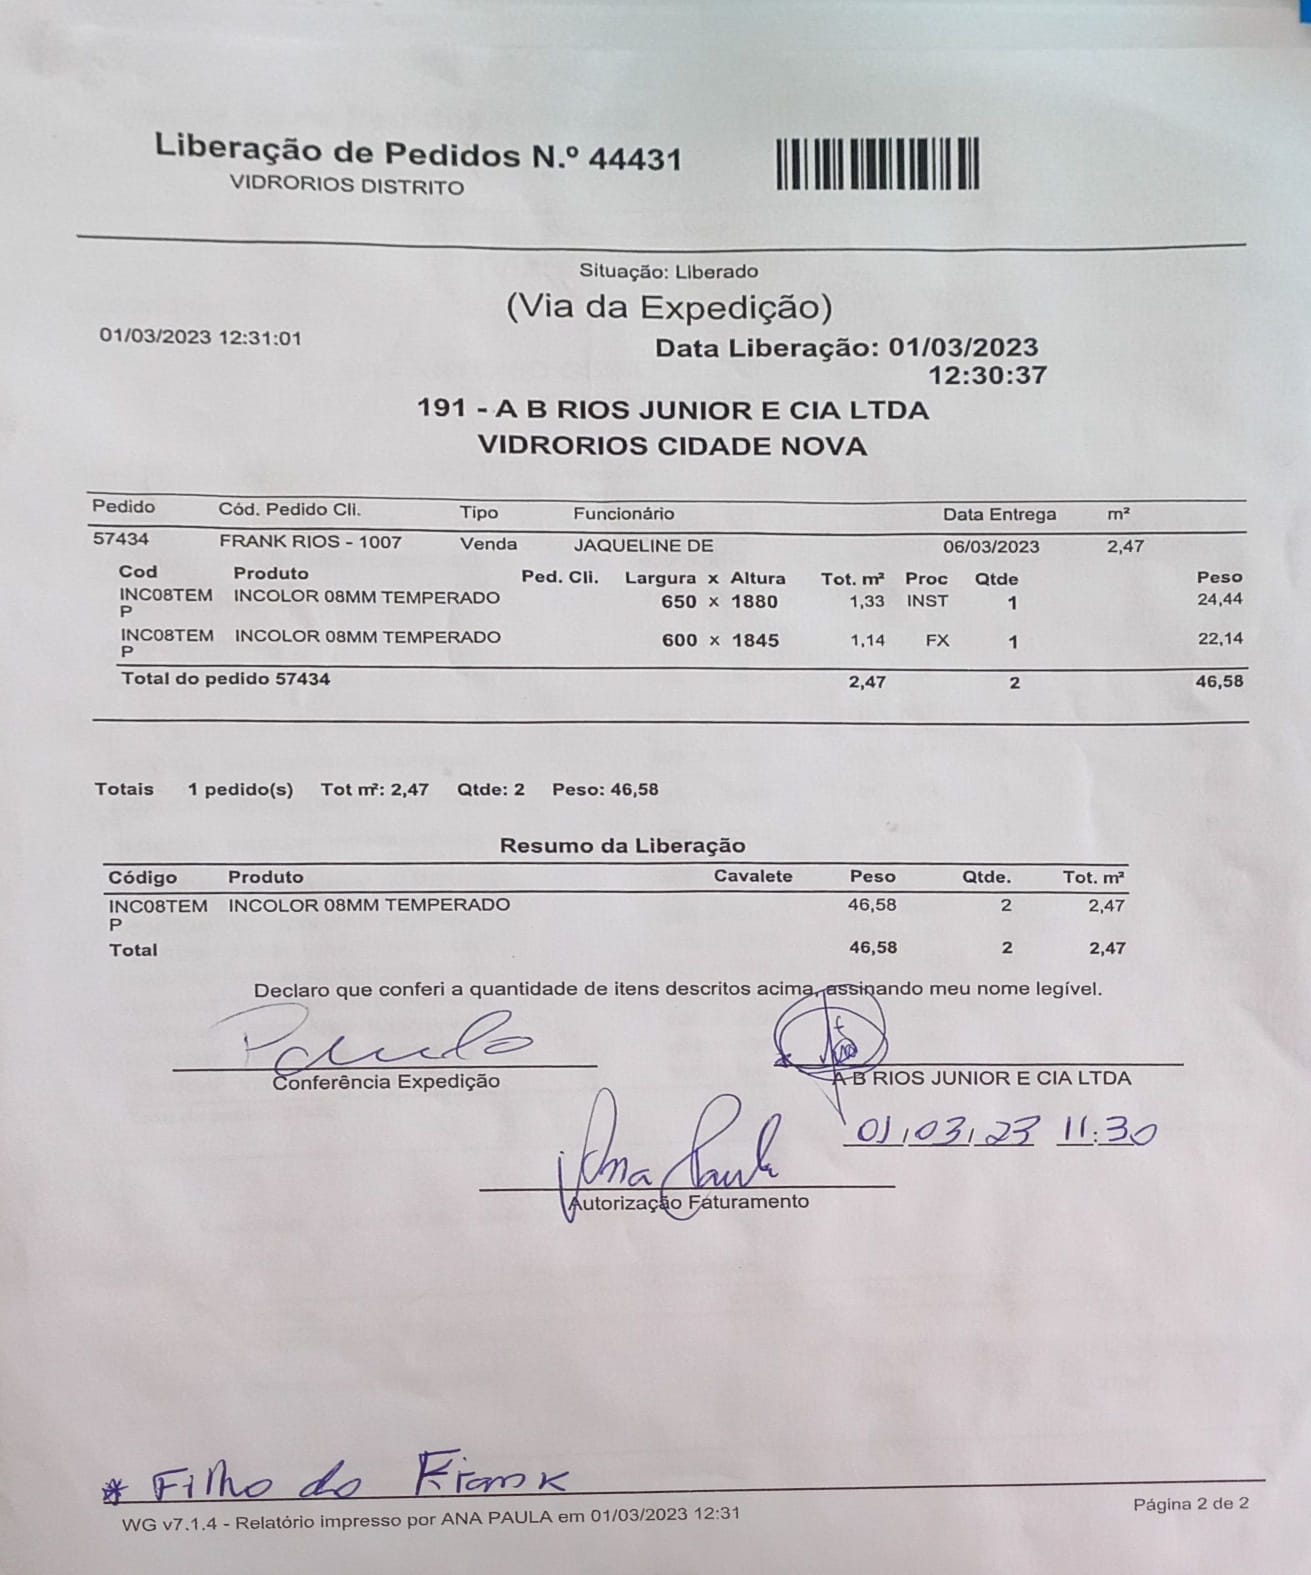 Liberação de Pedidos N.º 44431
VIDRORIOS DISTRITO
Situação: Liberado
(Via da Expedição)
01/03/2023 12:31:01
Data Liberação: 01/03/2023
12:30:37
191 - A B RIOS JUNIOR E CIA LTDA
VIDRORIOS CIDADE NOVA
Pedido Cód. Pedido Cli. Tipo Funcionário Data Entrega m²
57434 FRANK RIOS - 1007 Venda JAQUELINE DE 06/03/2023 2,47
Cod Produto Ped. Cli. Largura x Altura Tot. m² Proc Qtde Peso
INC08TEM INCOLOR 08MM TEMPERADO 650 x 1880 1,33 INST 1 24,44
P
INC08TEM INCOLOR 08MM TEMPERADO 600 x 1845 1,14 FX 1 22,14
P
Total do pedido 57434 2,47 2 46,58
Totais 1 pedido(s) Tot m²: 2,47 Qtde: 2 Peso: 46,58
Resumo da Liberação
Código Produto Cavalete Peso Qtde. Tot. m²
INC08TEM INCOLOR 08MM TEMPERADO 46,58 2 2,47
P
Total 46,58 2 2,47
Declaro que conferi a quantidade de itens descritos acima, assinando meu nome legível.
Paulo
Conferência Expedição
A B RIOS JUNIOR E CIA LTDA
01/03/23 11:30
Ana Paula
Autorização Faturamento
* Filho do Frank
WG v7.1.4 - Relatório impresso por ANA PAULA em 01/03/2023 12:31
Página 2 de 2